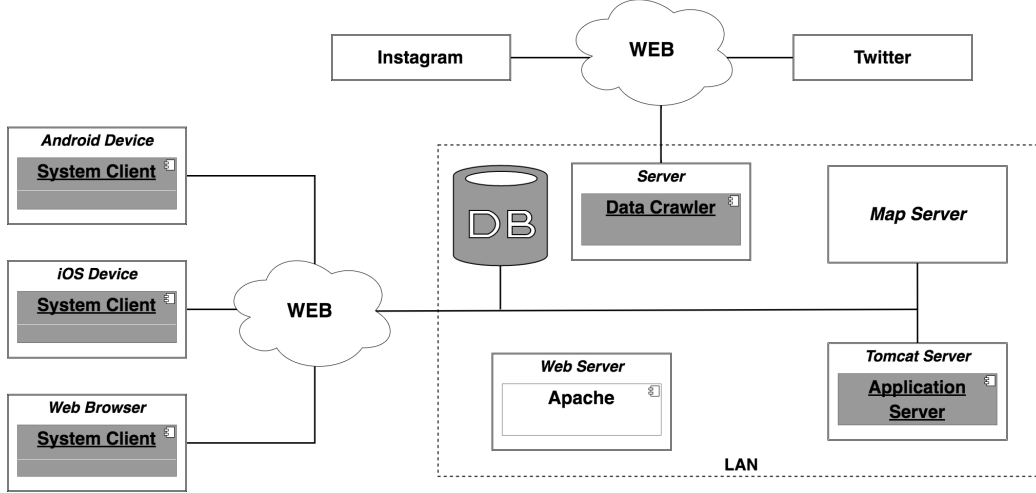 WEB
Instagram
Twitter
Android Device
System Client
Server
Data Crawler
DB
Map Server
iOS Device
System Client
WEB
Web Server
Apache
Tomcat Server
Application
Server
Web Browser
System Client
LAN